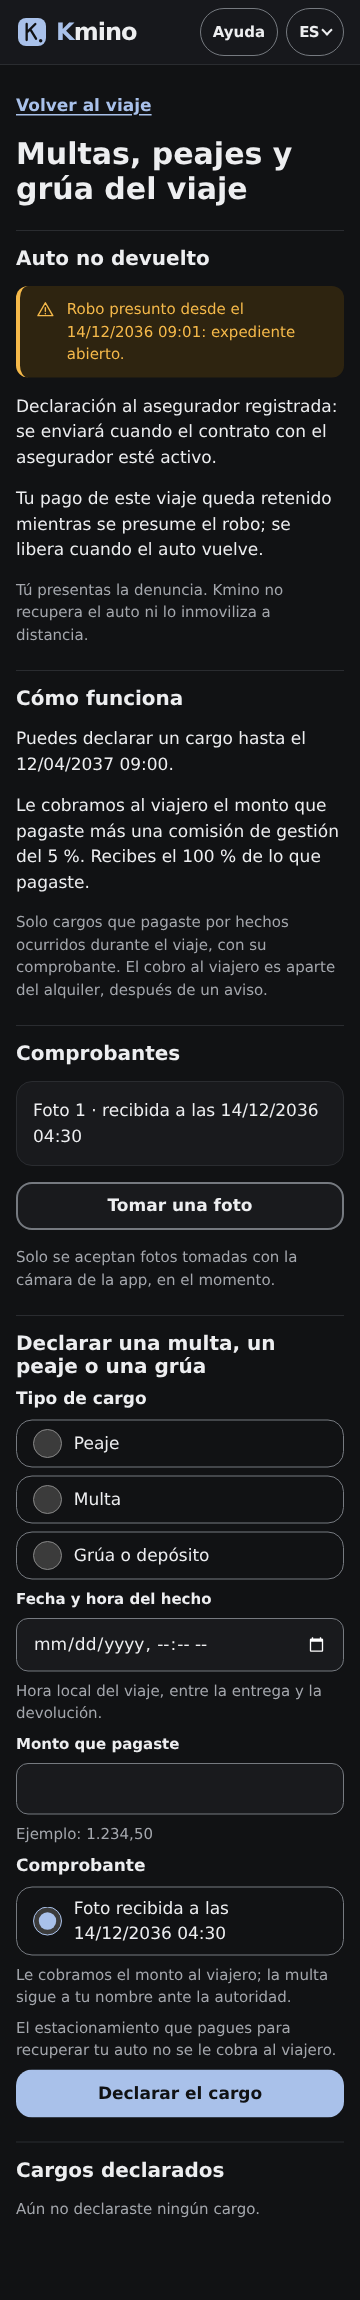 K. Kmino
Ayuda
ES
Volver al viaje
Multas, peajes y
grúa del viaje
Auto no devuelto
Robo presunto desde el
14/12/2036 09:01: expediente
abierto.
Declaración al asegurador registrada:
se enviará cuando el contrato con el
asegurador esté activo.
Tu pago de este viaje queda retenido
mientras se presume el robo; se
libera cuando el auto vuelve.
Tú presentas la denuncia. Kmino no
recupera el auto ni lo inmoviliza a
distancia.
Cómo funciona
Puedes declarar un cargo hasta el
12/04/2037 09:00.
Le cobramos al viajero el monto que
pagaste más una comisión de gestión
del 5 %. Recibes el 100 % de lo que
pagaste.
Solo cargos que pagaste por hechos
ocurridos durante el viaje, con su
comprobante. El cobro al viajero es aparte
del alquiler, después de un aviso.
Comprobantes
Foto 1 · recibida a las 14/12/2036
04:30
Tomar una foto
Solo se aceptan fotos tomadas con la
cámara de la app, en el momento.
Declarar una multa, un
peaje o una grúa
Tipo de cargo
Peaje
Multa
Grúa o depósito
Fecha y hora del hecho
mm/dd/yyyy, --:-- --
Hora local del viaje, entre la entrega y la
devolución.
Monto que pagaste
Ejemplo: 1.234,50
Comprobante
Foto recibida a las
14/12/2036 04:30
Le cobramos el monto al viajero; la multa
sigue a tu nombre ante la autoridad.
El estacionamiento que pagues para
recuperar tu auto no se le cobra al viajero.
Declarar el cargo
Cargos declarados
Aún no declaraste ningún cargo.